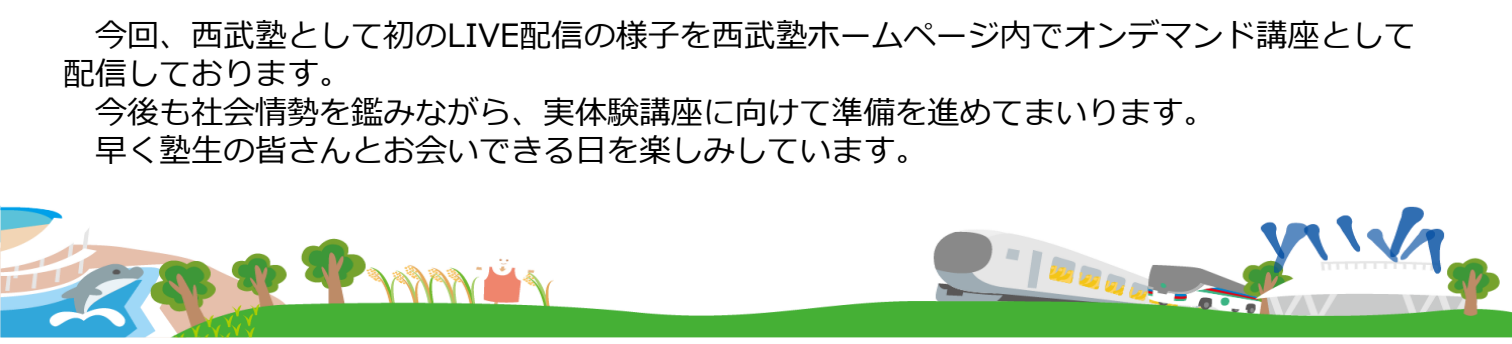 今回、西武塾として初のLIVE配信の様子を西武塾ホームページ内でオンデマンド講座として
配信しております。
今後も社会情勢を鑑みながら、実体験講座に向けて準備を進めてまいります。
早く塾生の皆さんとお会いできる日を楽しみしています。